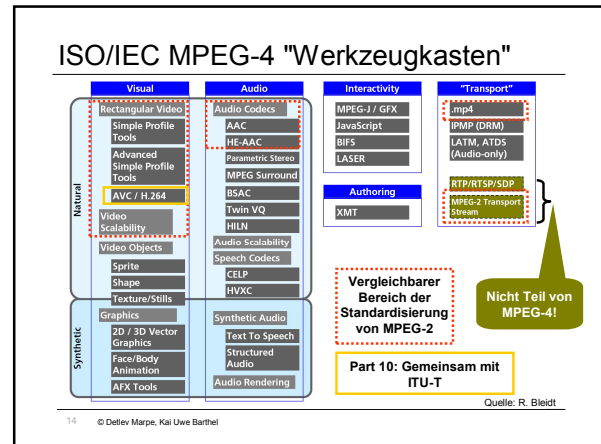 ISO/IEC MPEG-4 "Werkzeugkasten"
Visual
Rectangular Video
Simple Profile
Tools
Advanced
Simple Profile
Tools
AVC / H.264
Video
Scalability
Video Objects
Sprite
Shape
Texture/Stills
Graphics
2D / 3D Vector
Graphics
Face/Body
Animation
AFX Tools
Natural
Synthetic
Audio
Audio Codecs
AAC
HE-AAC
Parametric Stereo
MPEG Surround
BSAC
Twin VQ
HILN
Audio Scalability
Speech Codecs
CELP
HVXC
Synthetic Audio
Text To Speech
Structured
Audio
Audio Rendering
Interactivity
MPEG-J / GFX
JavaScript
BIFS
LASER
Authoring
XMT
"Transport"
.mp4
IPMP (DRM)
LATM, ATDS
(Audio-only)
RTP/RTSP/SDP
MPEG-2 Transport
Stream
Vergleichbarer
Bereich der
Standardisierung
von MPEG-2
Nicht Teil von
MPEG-4!
Part 10: Gemeinsam mit
ITU-T
Quelle: R. Bleidt
14 © Detlev Marpe, Kai Uwe Barthel